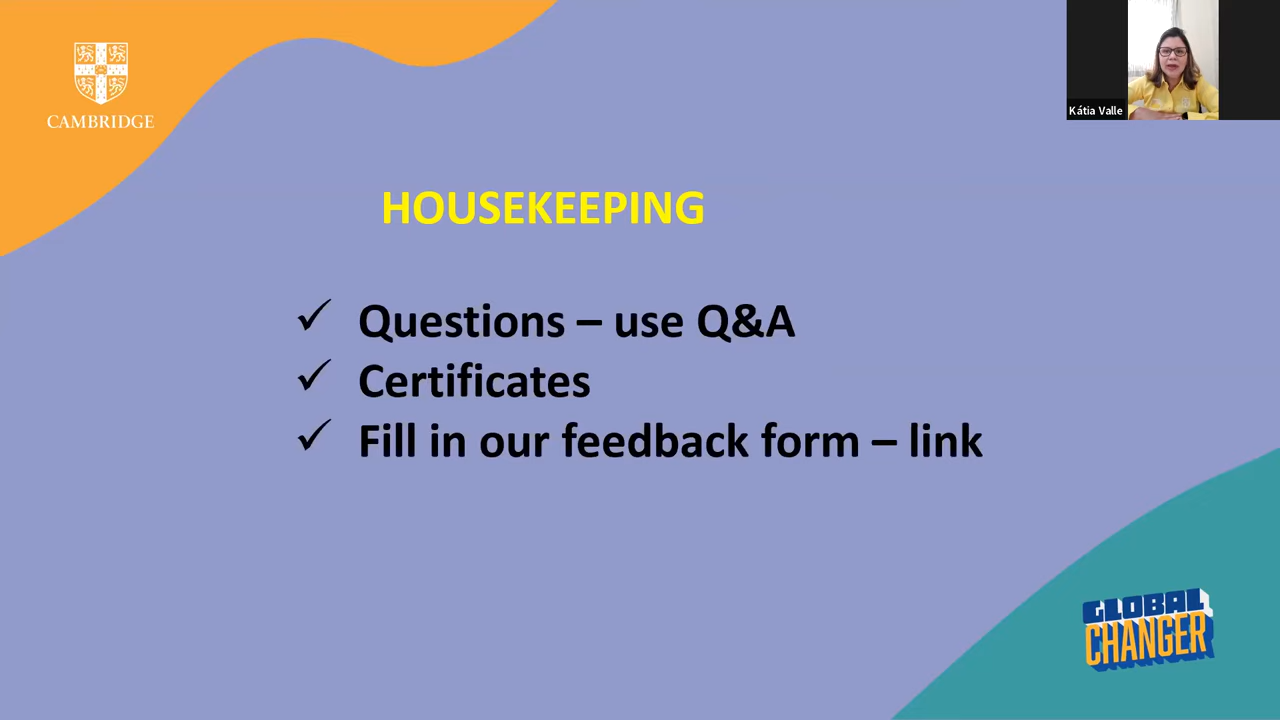 CAMBRIDGE
Kátia Valle
HOUSEKEEPING
✓ Questions – use Q&A
✓ Certificates
✓ Fill in our feedback form – link
GLOBAL
CHANGER